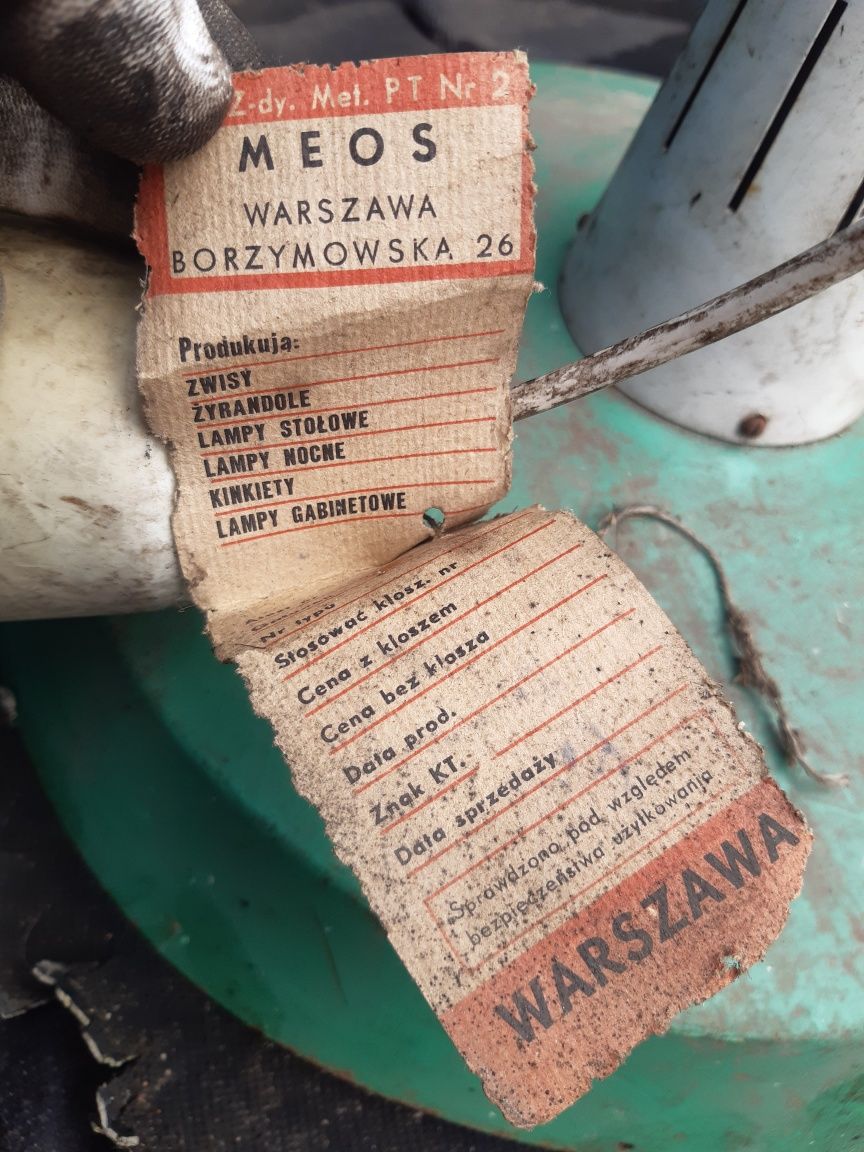 Z-dy. Met. PT Nr 2
MEOS
WARSZAWA
BORZYMOWSKA 26
Produkują:
ZWISY
ŻYRANDOLE
LAMPY STOŁOWE
LAMPY NOCNE
KINKIETY
LAMPY GABINETOWE
Nr typu
Stosować klosz. nr
Cena z kloszem
Cena bez klosza
Data prod.
Znak KT.
Data sprzedaży
Sprawdzono pod względem
bezpieczeństwa użytkowania
WARSZAWA